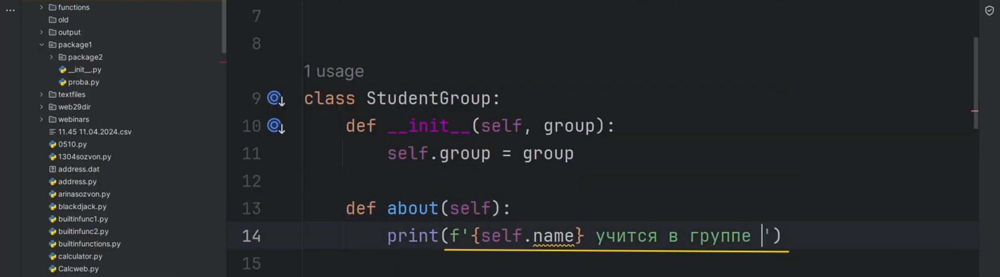 ...
functions
old
output
package1
package2
__init__.py
proba.py
textfiles
web29dir
webinars
11.45 11.04.2024.csv
0510.py
1304sozvon.py
address.dat
address.py
arinasozvon.py
blackdjack.py
builtinfunc1.py
builtinfunc2.py
builtinfunctions.py
calculator.py
Calcweb.py
7
8
1 usage
9 class StudentGroup:
10 def __init__(self, group):
11 self.group = group
12
13 def about(self):
14 print(f'{self.name} учится в группе ')
15